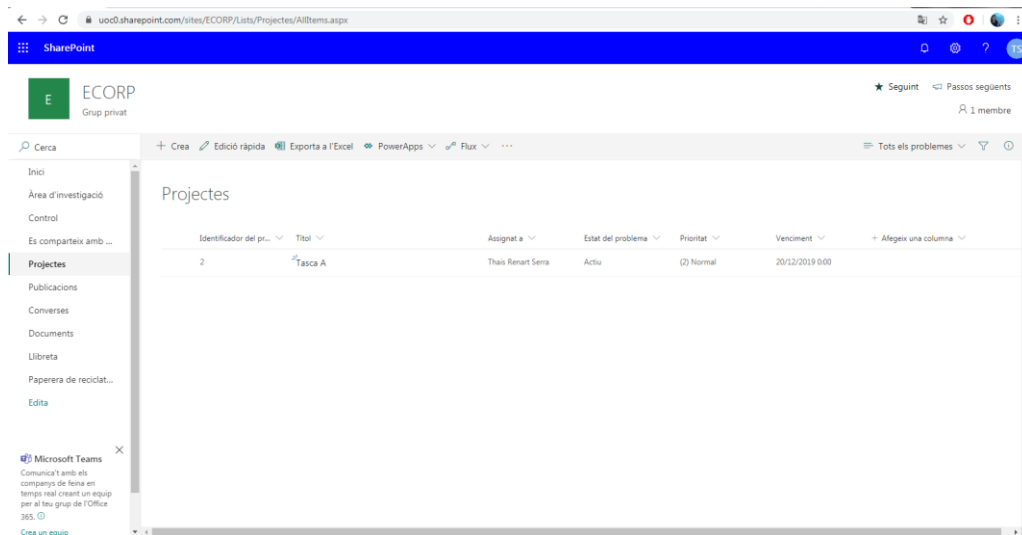 uoc0.sharepoint.com/sites/ECORP/Lists/Projectes/AllItems.aspx
SharePoint
TS
E
ECORP
Grup privat
Seguint
Passos següents
1 membre
Cerca
Crea
Edició ràpida
Exporta a l'Excel
PowerApps
Flux
Tots els problemes
Inici
Àrea d'investigació
Control
Es comparteix amb ...
Projectes
Publicacions
Converses
Documents
Llibreta
Paperera de reciclat...
Edita
Projectes
Identificador del pr... Títol Assignat a Estat del problema Prioritat Venciment + Afegeix una columna
2 Tasca A Thais Renart Serra Actiu (2) Normal 20/12/2019 0:00
Microsoft Teams
Comunica't amb els
companys de feina en
temps real creant un equip
per al teu grup de l'Office
365.
Crea un equip